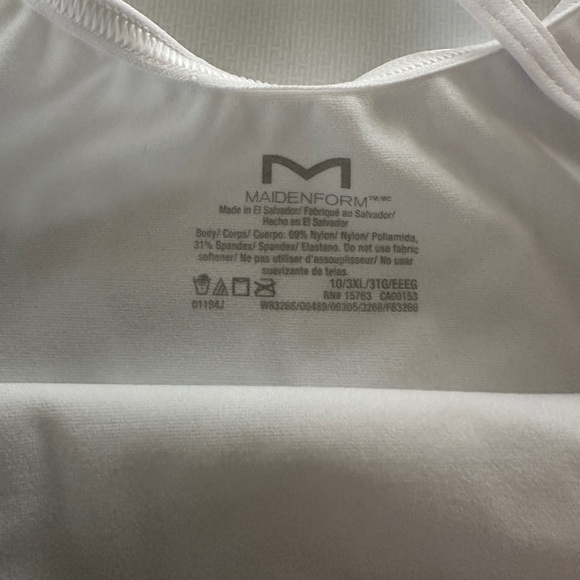 M
MAIDENFORM™/MC
Made in El Salvador/ Fabriqué au Salvador/
Hecho en El Salvador
Body/ Corps/ Cuerpo: 69% Nylon/ Nylon/ Poliamida,
31% Spandex/ Spandex/ Elastano. Do not use fabric
softener/ Ne pas utiliser d'assouplisseur/ No usar
suavizante de telas.
10/3XL/3TG/EEEG
RN# 15763 CA00153
01194J W83266/00489/00305/3266/F83266